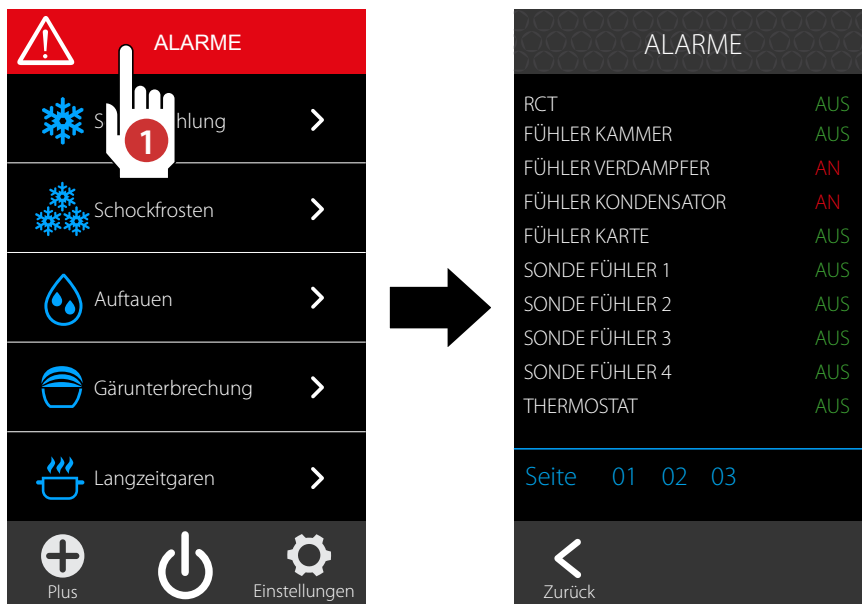 ALARME
1
Schockfrosten
Auftauen
Gärunterbrechung
Langzeitgaren
Plus
Einstellungen
ALARME
RCT AUS
FÜHLER KAMMER AUS
FÜHLER VERDAMPFER AN
FÜHLER KONDENSATOR AN
FÜHLER KARTE AUS
SONDE FÜHLER 1 AUS
SONDE FÜHLER 2 AUS
SONDE FÜHLER 3 AUS
SONDE FÜHLER 4 AUS
THERMOSTAT AUS
Seite 01 02 03
Zurück